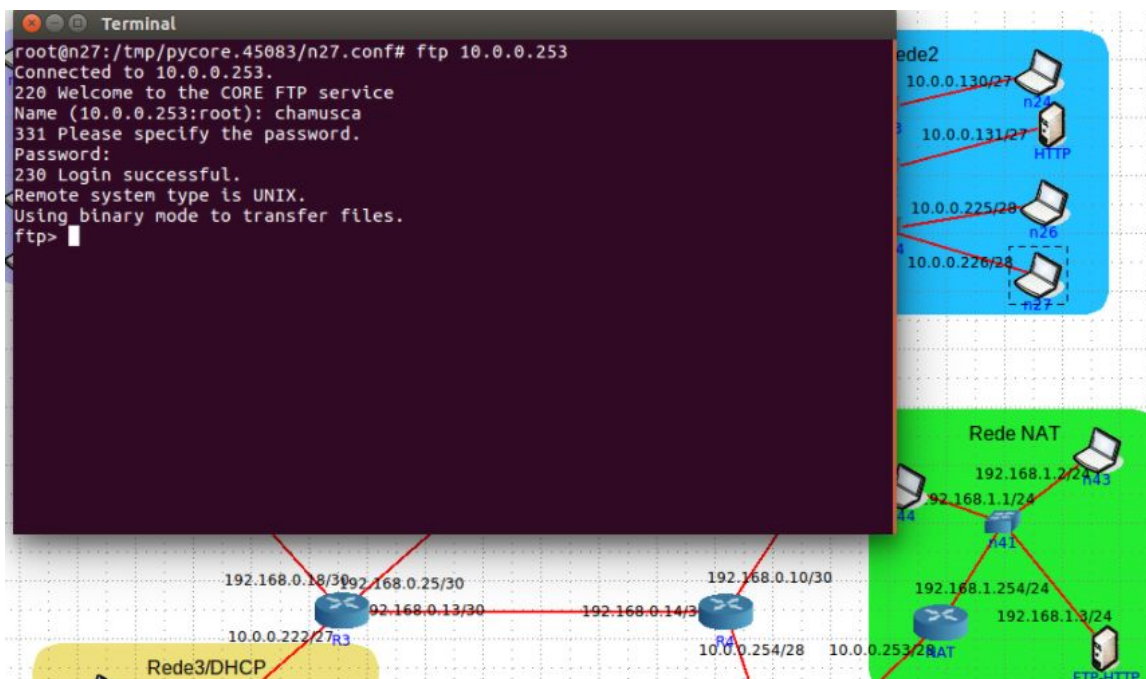 Terminal
root@n27:/tmp/pycore.45083/n27.conf# ftp 10.0.0.253
Connected to 10.0.0.253.
220 Welcome to the CORE FTP service
Name (10.0.0.253:root): chamusca
331 Please specify the password.
Password:
230 Login successful.
Remote system type is UNIX.
Using binary mode to transfer files.
ftp>
ede2
10.0.0.130/27
n24
10.0.0.131/27
HTTP
10.0.0.225/28
n26
10.0.0.226/28
n27
Rede NAT
192.168.1.2/24
n43
92.168.1.1/24
44
n41
192.168.1.254/24
192.168.1.3/24
NAT
FTP-HTTP
192.168.0.18/30
192.168.0.25/30
92.168.0.13/30
192.168.0.14/3
192.168.0.10/30
R3
R4
10.0.0.222/27
10.0.0.254/28
10.0.0.253/28
Rede3/DHCP